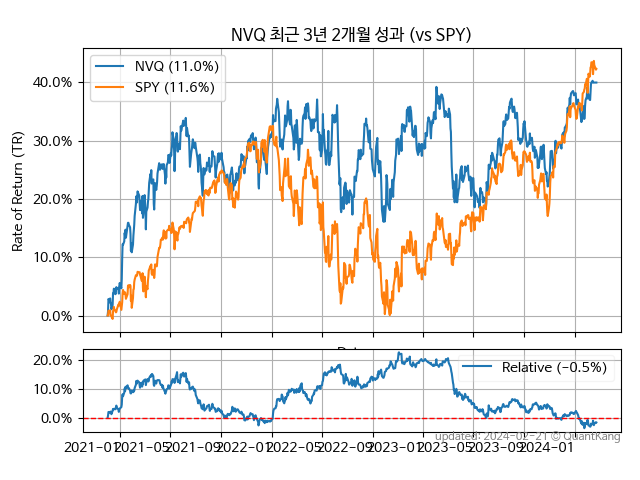 NVQ 최근 3년 2개월 성과 (vs SPY)
NVQ (11.0%)
SPY (11.6%)
Rate of Return (TR)
40.0%
30.0%
20.0%
10.0%
0.0%
20.0%
10.0%
0.0%
Relative (−0.5%)
2021-01 2021-05 2021-09 2022-01 2022-05 2022-09 2023-01 2023-05 2023-09 2024-01
updated: 2024-02-21 © QuantKang